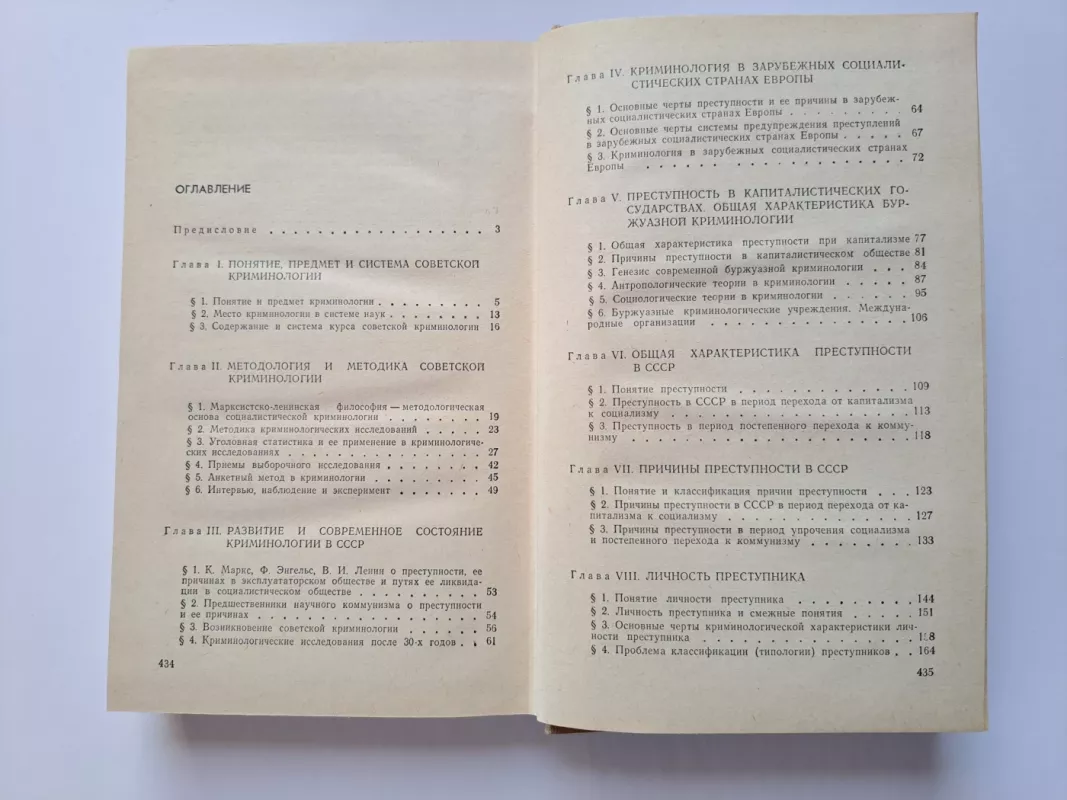 ОГЛАВЛЕНИЕ
Предисловие . . . . . . . . . . . . . . . . . 3
Глава I. ПОНЯТИЕ, ПРЕДМЕТ И СИСТЕМА СОВЕТСКОЙ
КРИМИНОЛОГИИ
§ 1. Понятие и предмет криминологии . . . . . . . . 5
§ 2. Место криминологии в системе наук . . . . . . . 13
§ 3. Содержание и система курса советской криминологии 16
Глава II. МЕТОДОЛОГИЯ И МЕТОДИКА СОВЕТСКОЙ
КРИМИНОЛОГИИ
§ 1. Марксистско-ленинская философия — методологическая
основа социалистической криминологии . . . . . . . . 19
§ 2. Методика криминологических исследований . . . . . 23
§ 3. Уголовная статистика и ее применение в криминологиче-
ских исследованиях . . . . . . . . . . . . 27
§ 4. Приемы выборочного исследования . . . . . . . 42
§ 5. Анкетный метод в криминологии . . . . . . . . 45
§ 6. Интервью, наблюдение и эксперимент . . . . . . 49
Глава III. РАЗВИТИЕ И СОВРЕМЕННОЕ СОСТОЯНИЕ
КРИМИНОЛОГИИ В СССР
§ 1. К. Маркс, Ф. Энгельс, В. И. Ленин о преступности, ее
причинах в эксплуататорском обществе и путях ее ликвида-
ции в социалистическом обществе . . . . . . . . . . 53
§ 2. Предшественники научного коммунизма о преступности
и ее причинах . . . . . . . . . . . . . . . 54
§ 3. Возникновение советской криминологии . . . . . . 56
§ 4. Криминологические исследования после 30-х годов . . 61
434
Глава IV. КРИМИНОЛОГИЯ В ЗАРУБЕЖНЫХ СОЦИАЛИ-
СТИЧЕСКИХ СТРАНАХ ЕВРОПЫ
§ 1. Основные черты преступности и ее причины в зарубеж-
ных социалистических странах Европы . . . . . . . . 64
§ 2. Основные черты системы предупреждения преступлений
в зарубежных социалистических странах Европы . . . . . 67
§ 3. Криминология в зарубежных социалистических странах
Европы . . . . . . . . . . . . . . . . 72
Глава V. ПРЕСТУПНОСТЬ В КАПИТАЛИСТИЧЕСКИХ ГО-
СУДАРСТВАХ. ОБЩАЯ ХАРАКТЕРИСТИКА БУР-
ЖУАЗНОЙ КРИМИНОЛОГИИ
§ 1. Общая характеристика преступности при капитализме 77
§ 2. Причины преступности в капиталистическом обществе 81
§ 3. Генезис современной буржуазной криминологии . . . 84
§ 4. Антропологические теории в криминологии . . . . 87
§ 5. Социологические теории в криминологии . . . . . 95
§ 6. Буржуазные криминологические учреждения. Междуна-
родные организации . . . . . . . . . . . . . 106
Глава VI. ОБЩАЯ ХАРАКТЕРИСТИКА ПРЕСТУПНОСТИ
В СССР
§ 1. Понятие преступности . . . . . . . . . . . 109
§ 2. Преступность в СССР в период перехода от капитализма
к социализму . . . . . . . . . . . . . . . 113
§ 3. Преступность в период постепенного перехода к комму-
низму . . . . . . . . . . . . . . . . . 118
Глава VII. ПРИЧИНЫ ПРЕСТУПНОСТИ В СССР
§ 1. Понятие и классификация причин преступности . . . 123
§ 2. Причины преступности в СССР в период перехода от ка-
питализма к социализму . . . . . . . . . . . . 127
§ 3. Причины преступности в период упрочения социализма
и постепенного перехода к коммунизму . . . . . . . 133
Глава VIII. ЛИЧНОСТЬ ПРЕСТУПНИКА
§ 1. Понятие личности преступника . . . . . . . . 144
§ 2. Личность преступника и смежные понятия . . . . . 151
§ 3. Основные черты криминологической характеристики лич-
ности преступника . . . . . . . . . . . . .
§ 4. Проблема классификации (типологии) преступников . . 164
435